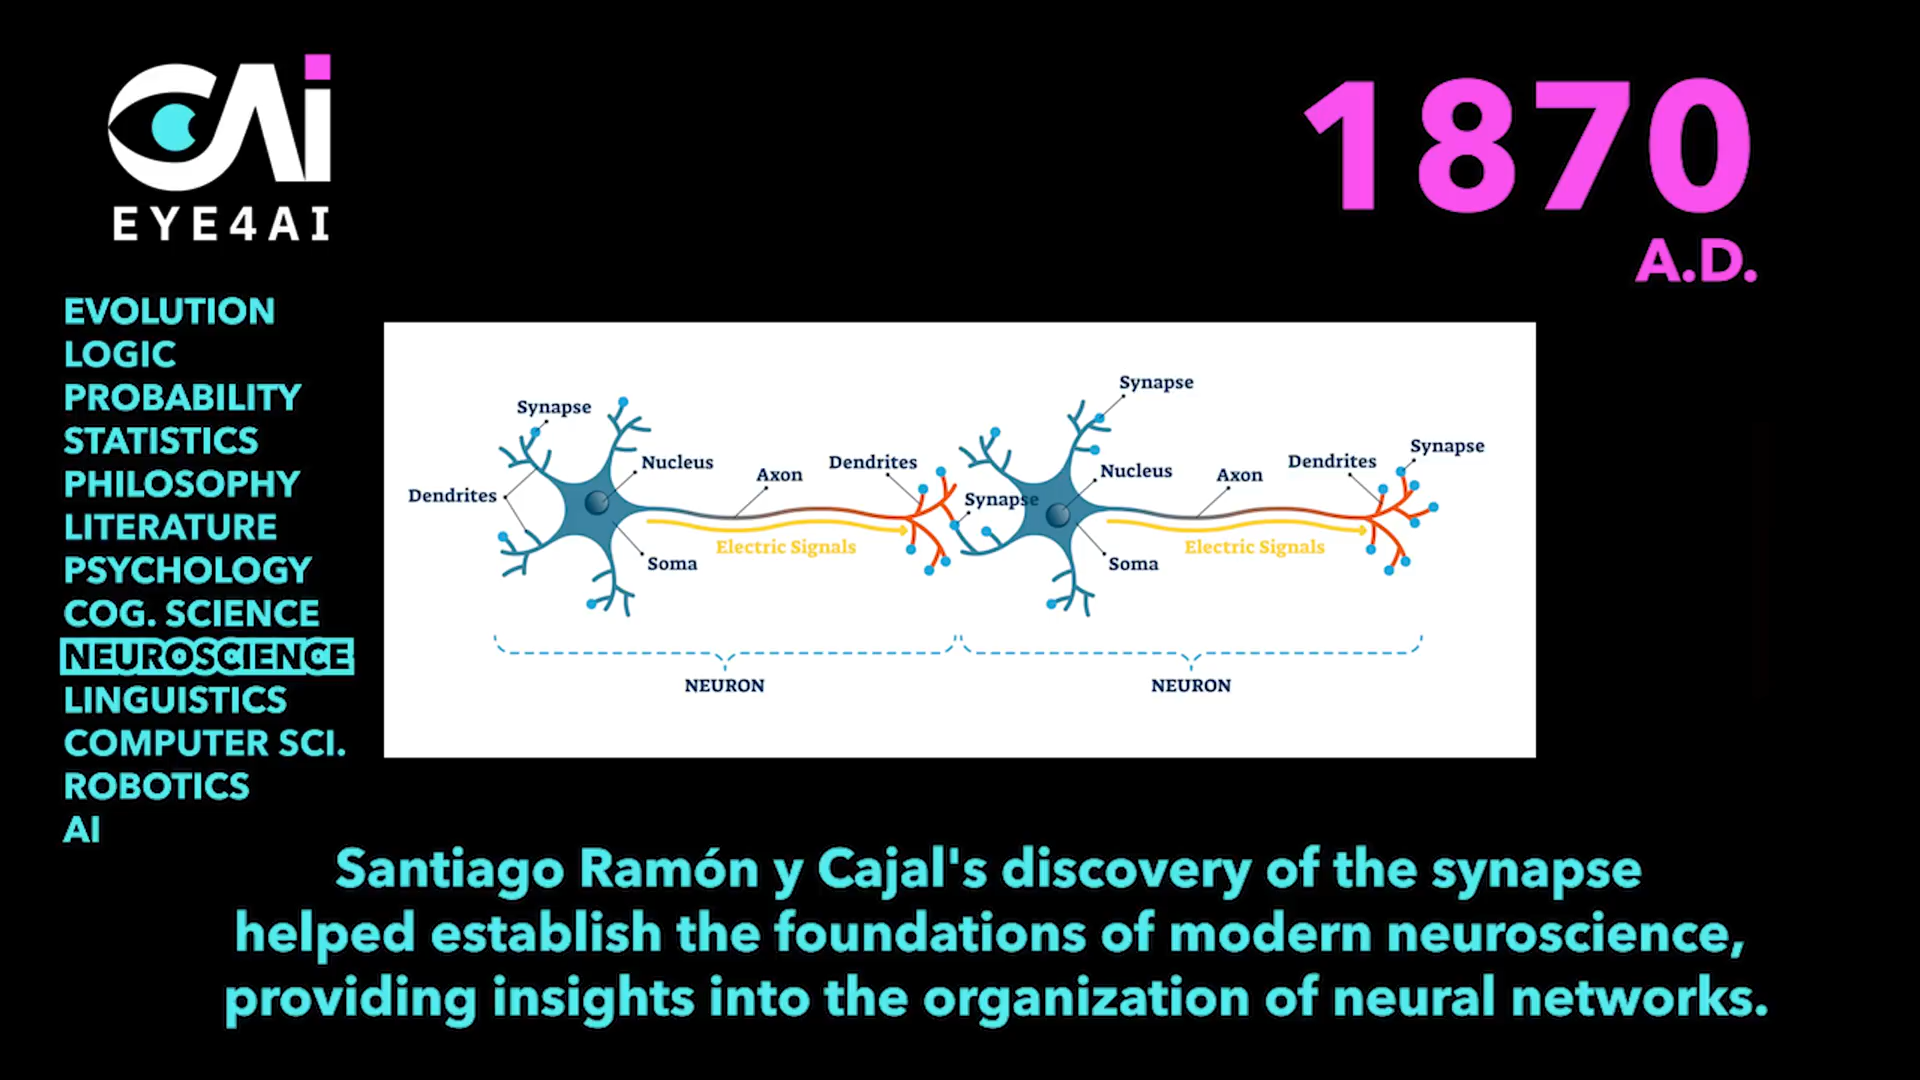 EYE4AI
1870
A.D.
EVOLUTION
LOGIC
PROBABILITY
STATISTICS
PHILOSOPHY
LITERATURE
PSYCHOLOGY
COG. SCIENCE
NEUROSCIENCE
LINGUISTICS
COMPUTER SCI.
ROBOTICS
AI
Synapse
Nucleus
Axon
Dendrites
Dendrites
Electric Signals
Soma
NEURON
Synapse
Synapse
Nucleus
Axon
Dendrites
Synapse
Electric Signals
Soma
NEURON
Santiago Ramón y Cajal's discovery of the synapse
helped establish the foundations of modern neuroscience,
providing insights into the organization of neural networks.